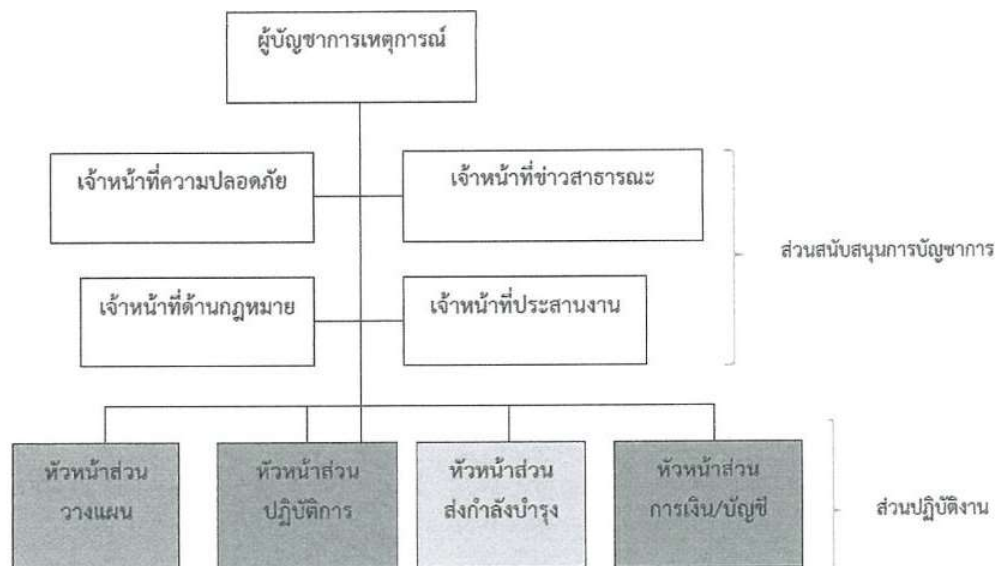 ผู้บัญชาการเหตุการณ์
เจ้าหน้าที่ความปลอดภัย
เจ้าหน้าที่ข่าวสาธารณะ
ส่วนสนับสนุนการบัญชาการ
เจ้าหน้าที่ด้านกฎหมาย
เจ้าหน้าที่ประสานงาน
หัวหน้าส่วน
วางแผน
หัวหน้าส่วน
ปฏิบัติการ
หัวหน้าส่วน
ส่งกำลังบำรุง
หัวหน้าส่วน
การเงิน/บัญชี
ส่วนปฏิบัติงาน